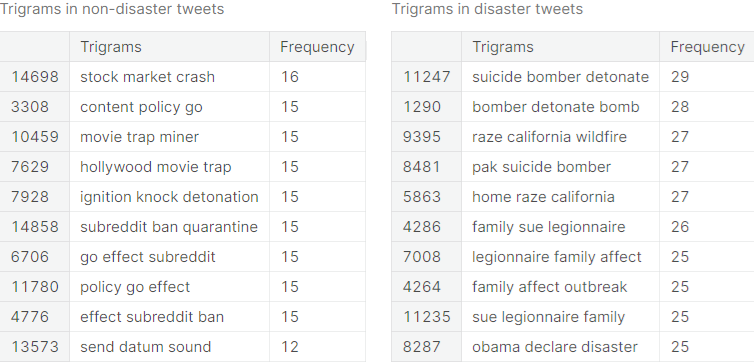 Trigrams in non-disaster tweets
Trigrams Frequency
14698 stock market crash 16
3308 content policy go 15
10459 movie trap miner 15
7629 hollywood movie trap 15
7928 ignition knock detonation 15
14858 subreddit ban quarantine 15
6706 go effect subreddit 15
11780 policy go effect 15
4776 effect subreddit ban 15
13573 send datum sound 12
Trigrams in disaster tweets
Trigrams Frequency
11247 suicide bomber detonate 29
1290 bomber detonate bomb 28
9395 raze california wildfire 27
8481 pak suicide bomber 27
5863 home raze california 27
4286 family sue legionnaire 26
7008 legionnaire family affect 25
4264 family affect outbreak 25
11235 sue legionnaire family 25
8287 obama declare disaster 25